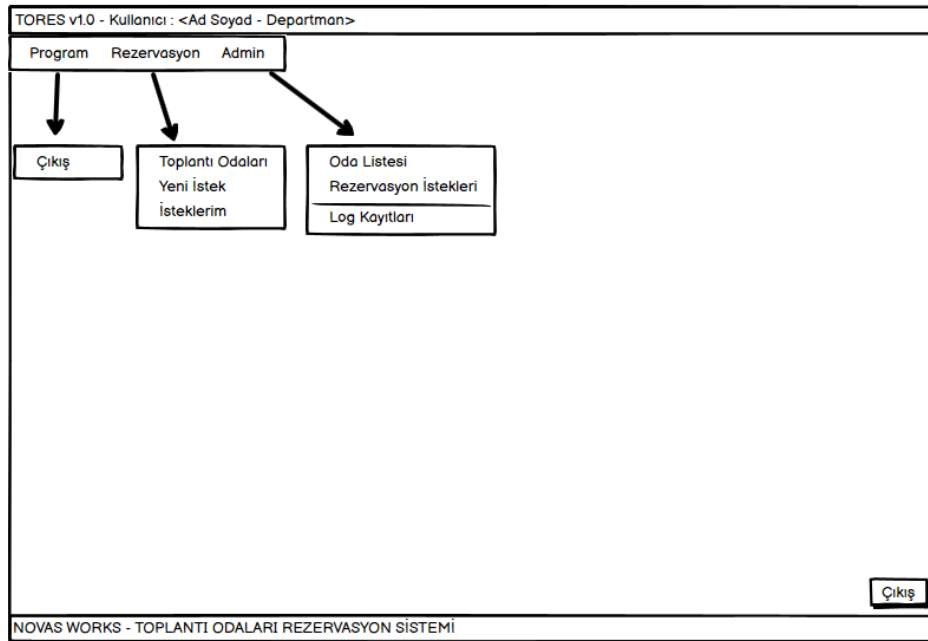 TORES v1.0 - Kullanıcı : <Ad Soyad - Departman>
Program Rezervasyon Admin
Çıkış
Toplantı Odaları
Yeni İstek
İsteklerim
Oda Listesi
Rezervasyon İstekleri
Log Kayıtları
Çıkış
NOVAS WORKS - TOPLANTI ODALARI REZERVASYON SİSTEMİ